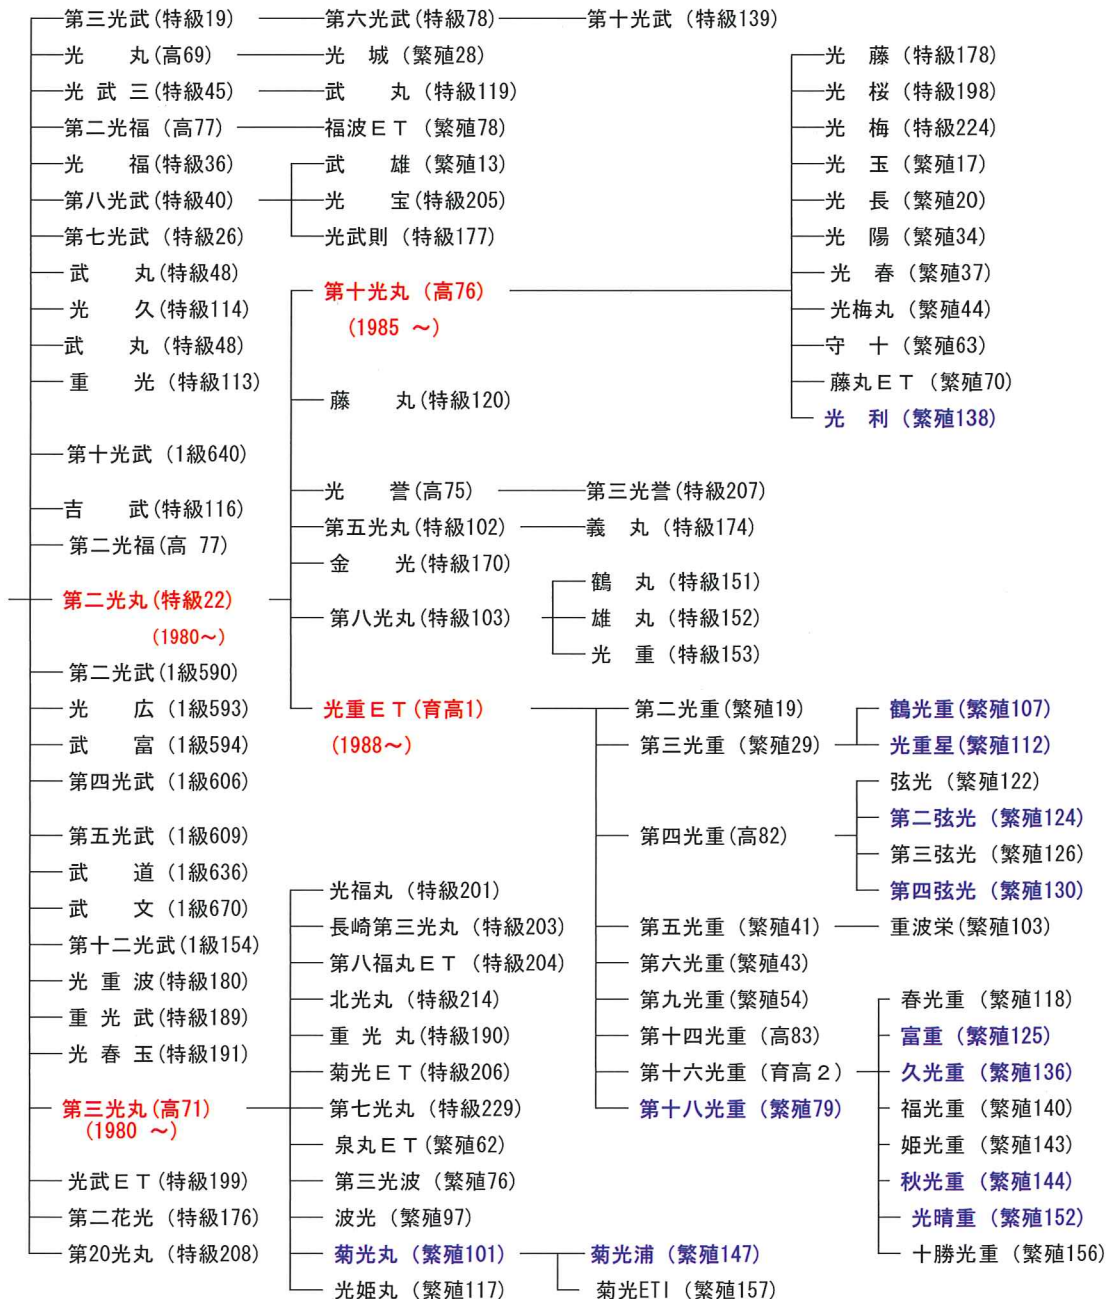 第三光武(特級19) 第六光武(特級78) 第十光武 (特級139)
光 丸(高69) 光 城 (繁殖28) 光 藤 (特級178)
光 武 三(特級45) 武 丸 (特級119) 光 桜 (特級198)
第二光福 (高77) 福波ET (繁殖78) 光 梅 (特級224)
光 福(特級36) 武 雄 (繁殖13) 光 玉 (繁殖17)
第八光武(特級40) 光 宝 (特級205) 光 長 (繁殖20)
第七光武 (特級26) 光武則 (特級177) 光 陽 (繁殖34)
武 丸(特級48) 光 春 (繁殖37)
第十光丸 (高76)
光 久(特級114) 光梅丸 (繁殖44)
(1985 ~)
武 丸 (特級48) 守 十 (繁殖63)
重 光 (特級113) 藤丸ET (繁殖70)
藤 丸(特級120) 光 利 (繁殖138)
第十光武 (1級640)
光 誉(高75) 第三光誉(特級207)
吉 武(特級116) 第五光丸(特級102) 義 丸 (特級174)
第二光福(高 77) 金 光(特級170)
鶴 丸 (特級151)
第二光丸(特級22) 第八光丸(特級103) 雄 丸 (特級152)
(1980~)
光 重 (特級153)
第二光武(1級590)
光 広 (1級593) 光重ET(育高1) 第二光重(繁殖19) 鶴光重(繁殖107)
武 富 (1級594) (1988~) 第三光重 (繁殖29) 光重星(繁殖112)
第四光武 (1級606) 弦光 (繁殖122)
第二弦光 (繁殖124)
第五光武 (1級609) 第四光重(高82) 第三弦光 (繁殖126)
武 道 (1級636) 光福丸 (特級201) 第四弦光 (繁殖130)
武 文 (1級670) 長崎第三光丸 (特級203) 第五光重 (繁殖41) 重波栄(繁殖103)
第十二光武(1級154) 第八福丸ET (特級204) 第六光重(繁殖43)
光 重 波(特級180) 北光丸 (特級214) 第九光重(繁殖54) 春光重 (繁殖118)
重 光 武(特級189) 重 光 丸(特級190) 第十四光重 (高83) 富重 (繁殖125)
光 春 玉(特級191) 菊光ET(特級206) 第十六光重 (育高2) 久光重 (繁殖136)
第三光丸(高71) 第七光丸 (特級229) 第十八光重 (繁殖79) 福光重 (繁殖140)
(1980 ~)
泉丸ET(繁殖62) 姫光重 (繁殖143)
光武ET(特級199) 第三光波 (繁殖76) 秋光重 (繁殖144)
第二花光 (特級176) 波光 (繁殖97) 光晴重 (繁殖152)
第20光丸 (特級208) 菊光丸 (繁殖101) 菊光浦 (繁殖147) 十勝光重 (繁殖156)
光姫丸 (繁殖117) 菊光ETI (繁殖157)